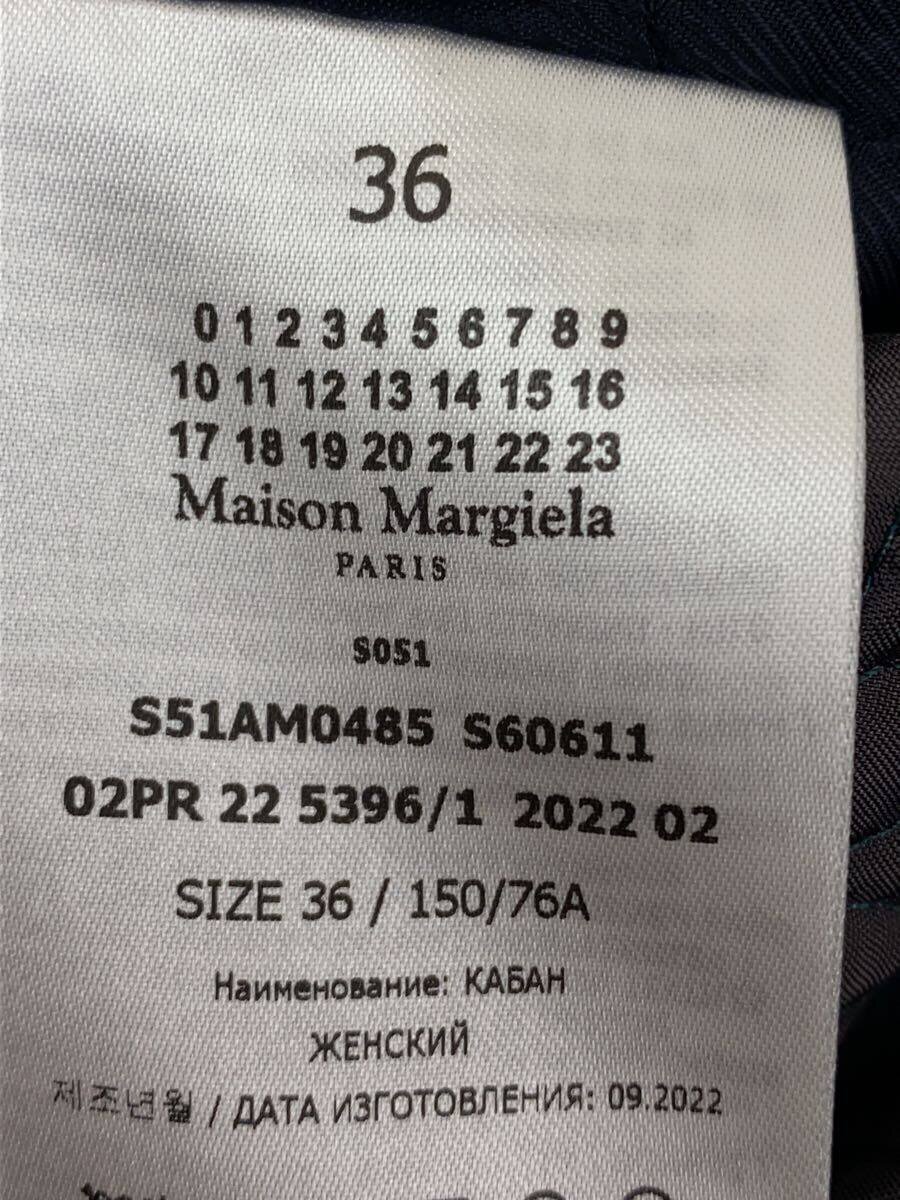 36
0 1 2 3 4 5 6 7 8 9
10 11 12 13 14 15 16
17 18 19 20 21 22 23
Maison Margiela
PARIS
S051
S51AM0485 S60611
02PR 22 5396/1 2022 02
SIZE 36 / 150/76A
Наименование: КАБАН
ЖЕНСКИЙ
제조년월 / ДАТА ИЗГОТОВЛЕНИЯ: 09.2022